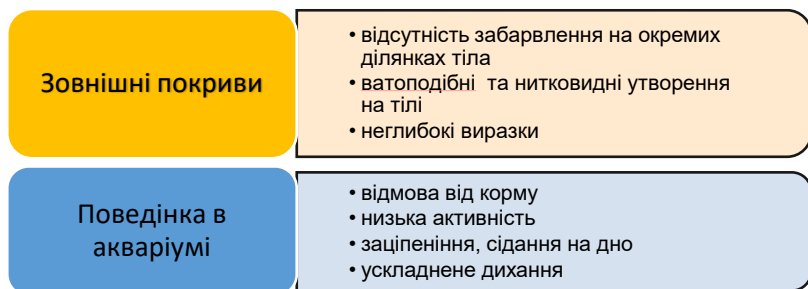 Зовнішні покриви
• відсутність забарвлення на окремих
ділянках тіла
• ватоподібні та нитковидні утворення
на тілі
• неглибокі виразки
Поведінка в
акваріумі
• відмова від корму
• низька активність
• заціпеніння, сідання на дно
• ускладнене дихання